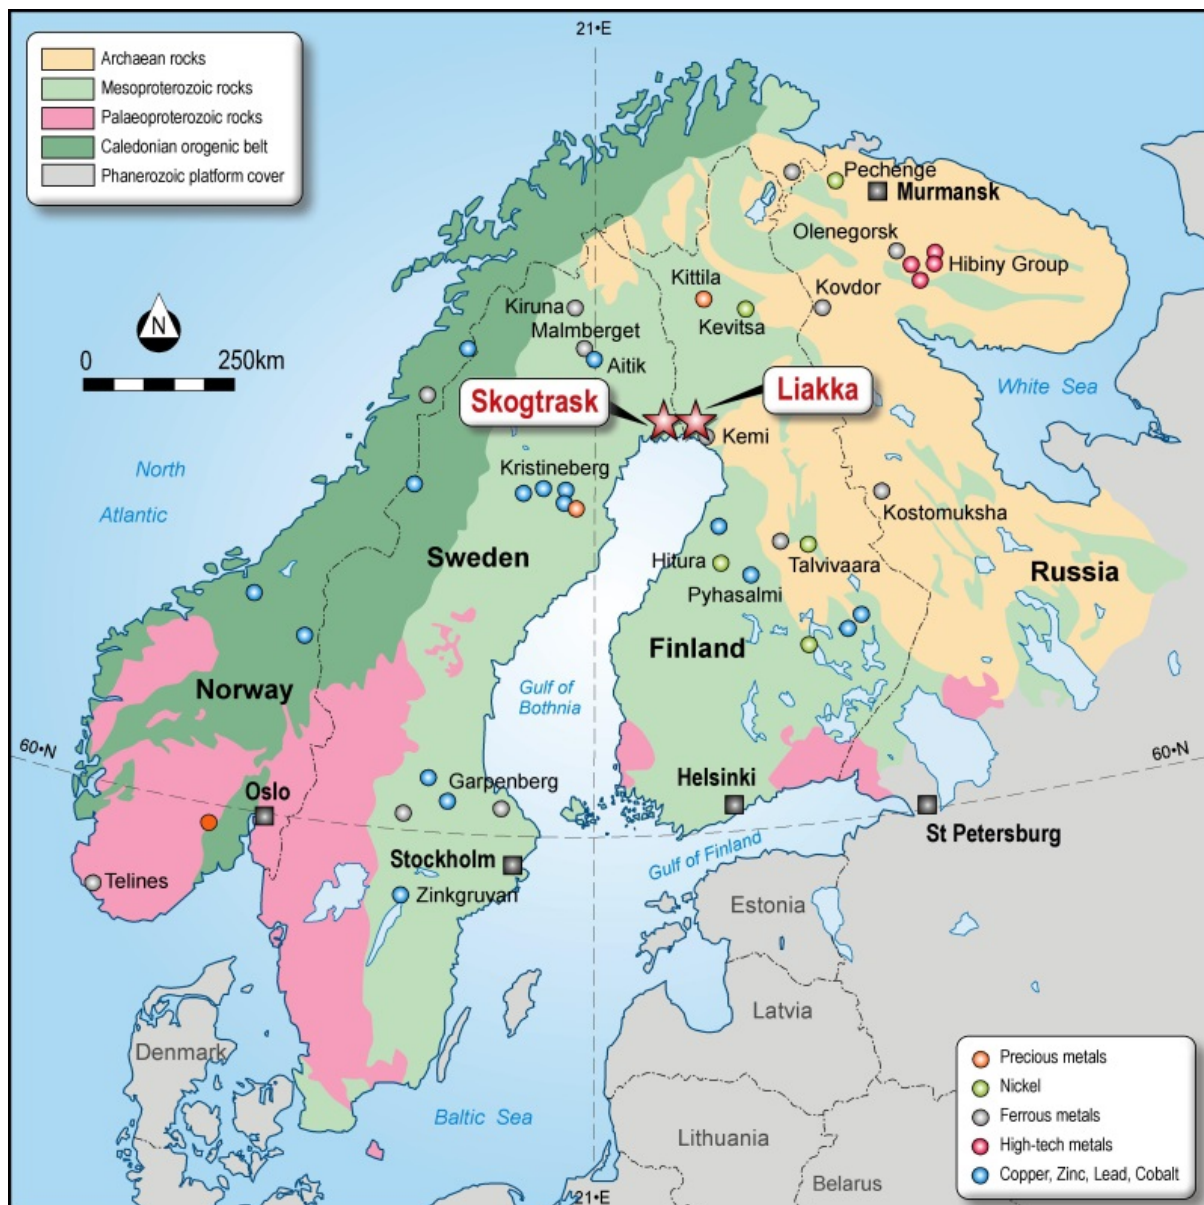 21•E
Archaean rocks
Mesoproterozoic rocks
Palaeoproterozoic rocks
Caledonian orogenic belt
Phanerozoic platform cover
Pechenge
Murmansk
Olenegorsk
Hibiny Group
Kittila
Kevitsa
Kovdor
Kiruna
Malmberget
Aitik
N
0 250km
White Sea
Skogtrask
Liakka
Kemi
North
Atlantic
Kristineberg
Kostomuksha
Sweden
Hitura
Talvivaara
Pyhasalmi
Russia
Finland
Norway
Gulf of
Bothnia
60•N
60•N
Oslo
Garpenberg
Helsinki
St Petersburg
Stockholm
Gulf of Finland
Telines
Zinkgruvan
Estonia
Latvia
Denmark
Baltic Sea
Lithuania
Belarus
Precious metals
Nickel
Ferrous metals
High-tech metals
Copper, Zinc, Lead, Cobalt
21•E